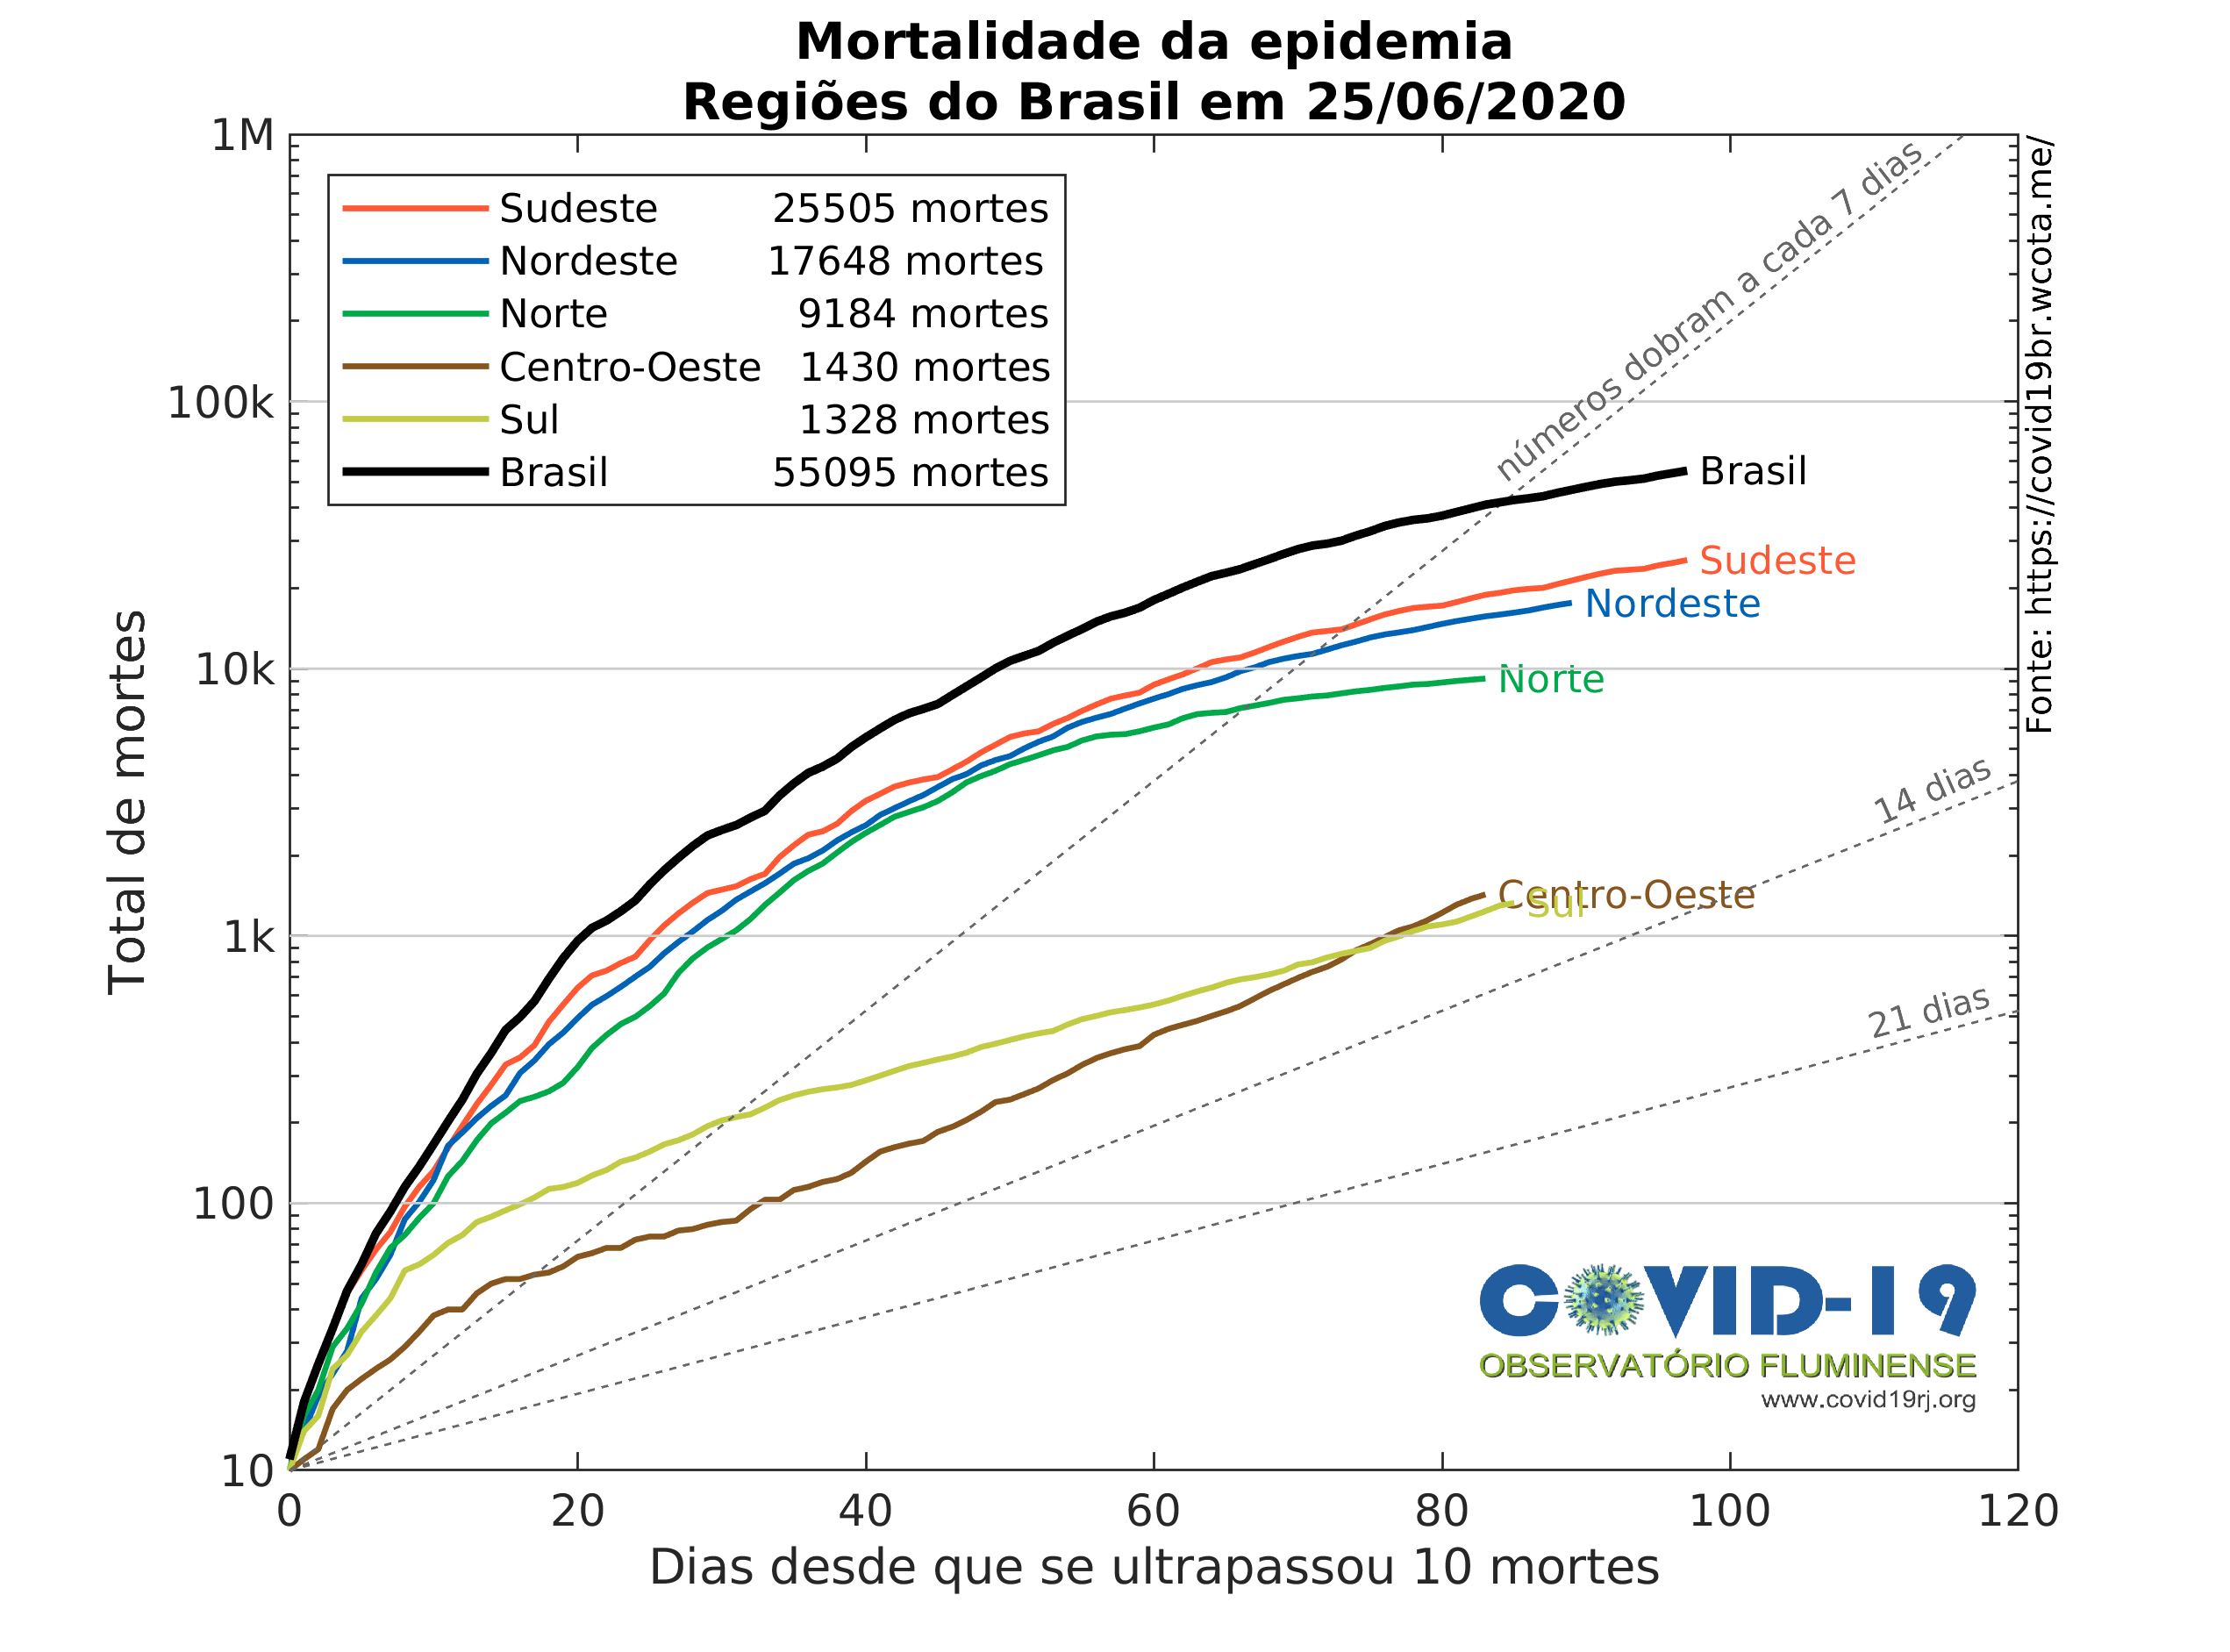 Mortalidade da epidemia
Regiões do Brasil em 25/06/2020
1M
100k
10k
1k
100
10
Total de mortes
Sudeste 25505 mortes
Nordeste 17648 mortes
Norte 9184 mortes
Centro-Oeste 1430 mortes
Sul 1328 mortes
Brasil 55095 mortes
números dobram a cada 7 dias
14 dias
21 dias
Brasil
Sudeste
Nordeste
Norte
Centro-Oeste
Sul
Fonte: https://covid19br.wcota.me/
COVID-19
OBSERVATÓRIO FLUMINENSE
www.covid19rj.org
0 20 40 60 80 100 120
Dias desde que se ultrapassou 10 mortes